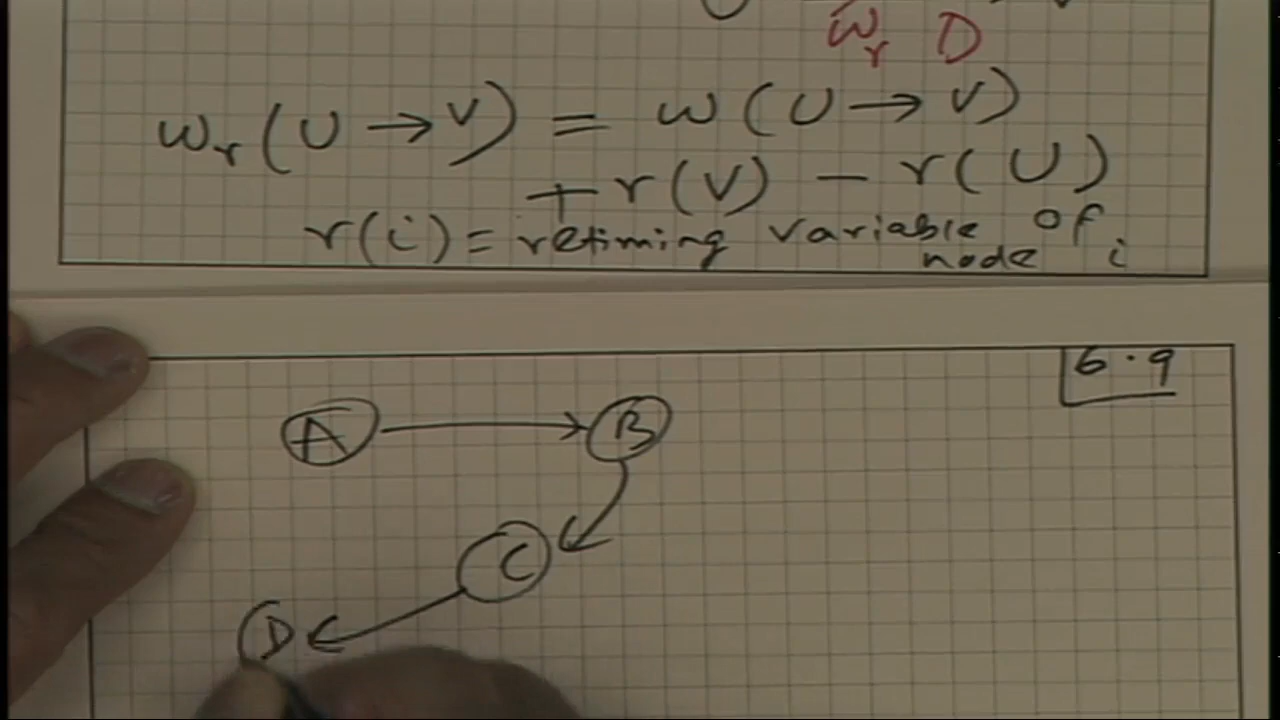 w_r D
w_r(U → V) = w(U → V)
+ r(V) - r(U)
r(i) = retiming variable of
node i
6.9
A B
C
D